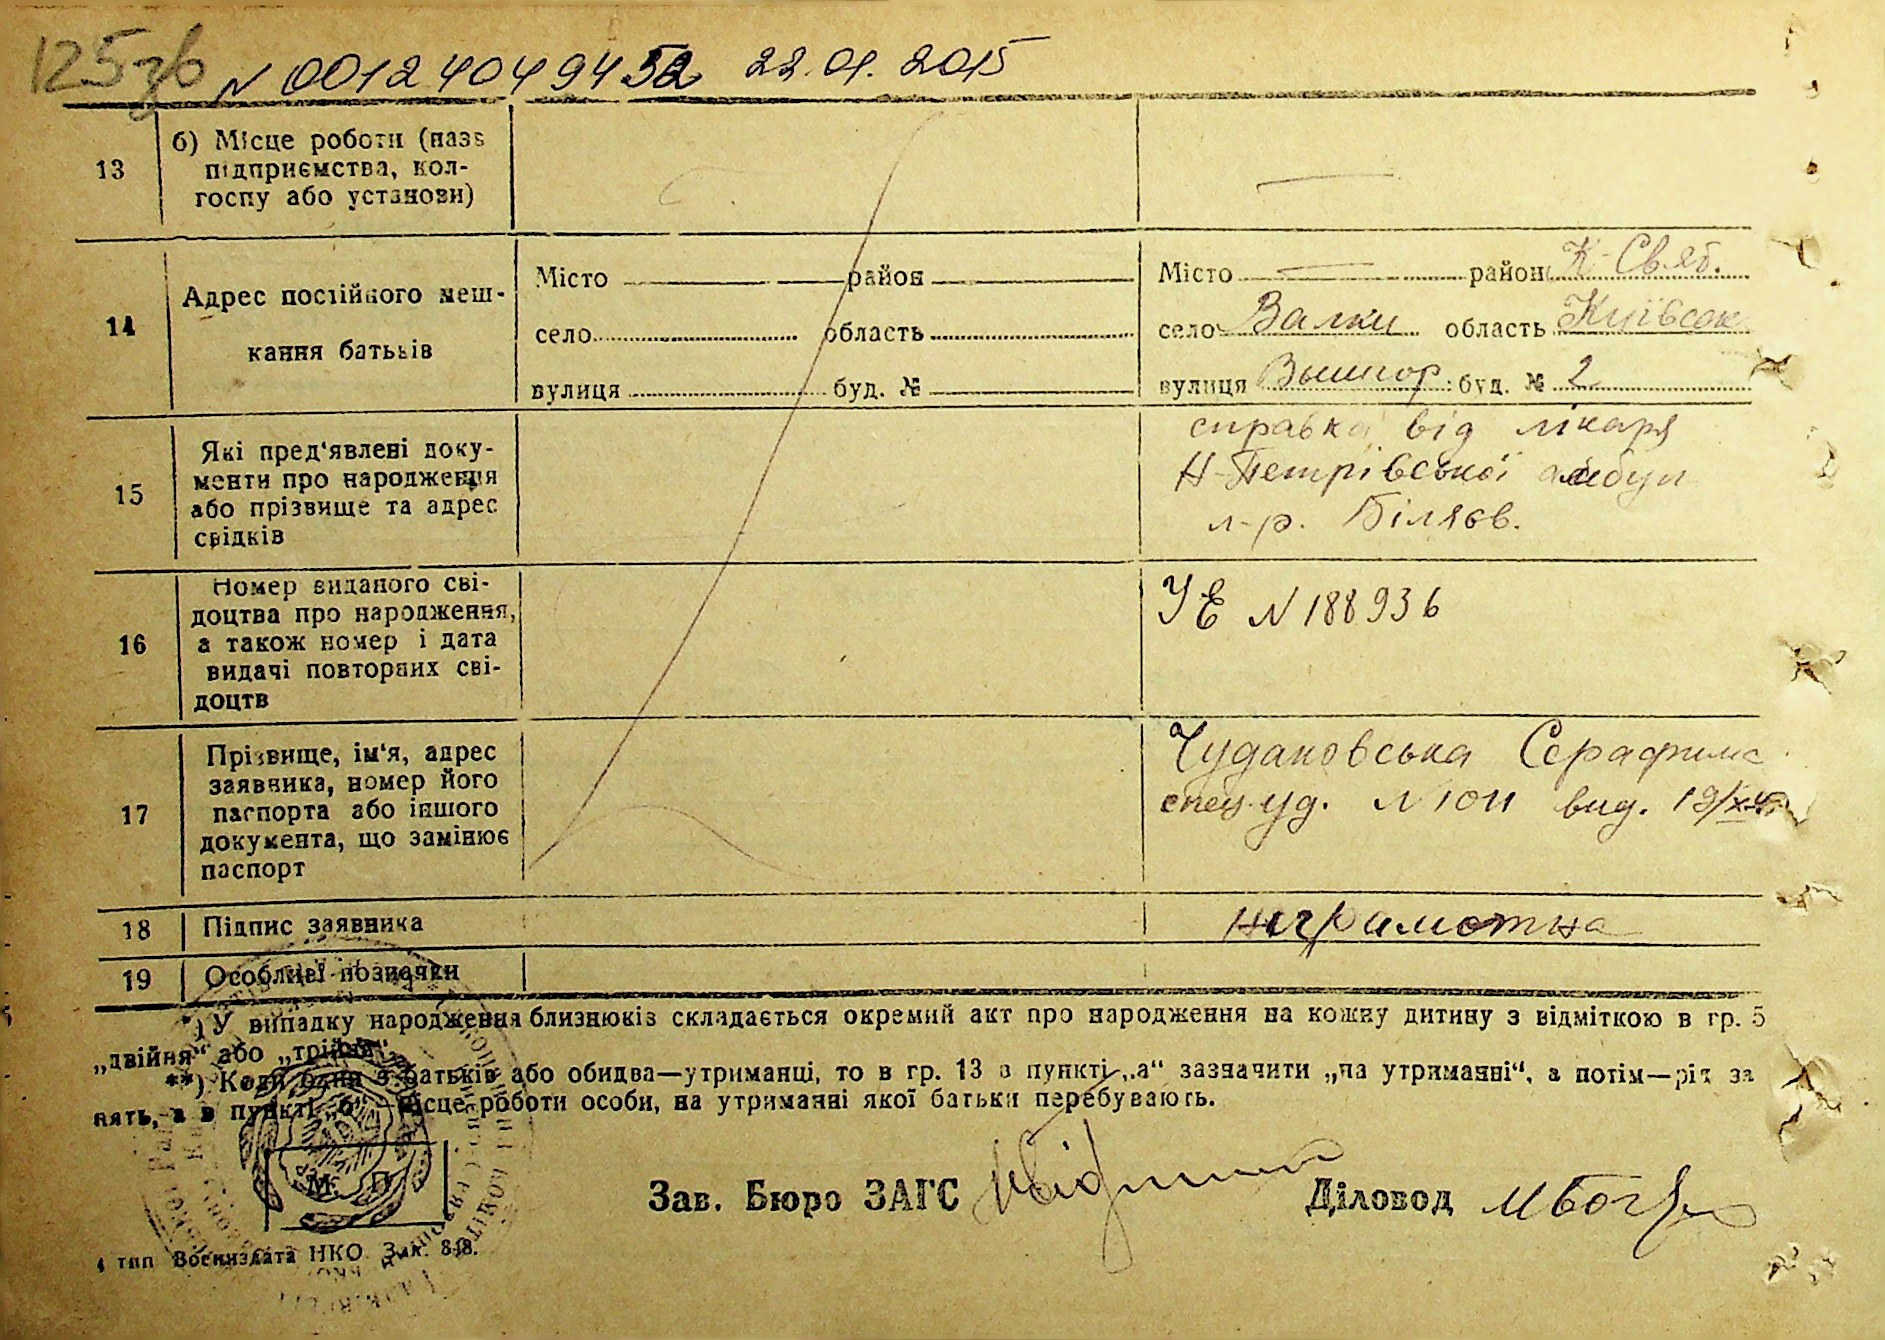 125зв N 00124049452 22.01.2015
13
б) Місце роботи (назв
підприємства, кол-
госпу або установи)
14
Адрес постійного меш-
кання батьків
Місто район
село область
вулиця буд. №
Місто — район К-Свят.
село Валки область Київськ
вулиця Вышгор буд. № 2
15
Які пред'явлені доку-
менти про народження
або прізвище та адрес
свідків
справка від лікаря
Н-Петрівської амбул
л-р. Біляєв.
16
Номер виданого сві-
доцтва про народження,
а також номер і дата
видачі повторних сві-
доцтв
УЕ N 188936
17
Прізвище, ім'я, адрес
заявника, номер його
паспорта або іншого
документа, що замінює
паспорт
Чудаковська Серафима
уд. N 1011 вид. 19/
18 Підпис заявника неграмотна
19 Особливі позначки
*) У випадку народження близнюків складається окремий акт про народження на кожну дитину з відміткою в гр. 5
„двійня“ або „трійня“.
**) Коли один з батьків або обидва—утриманці, то в гр. 13 в пункті „а“ зазначити „на утриманні“, а потім—рід за
нять, а в пункті „б“—місце роботи особи, на утриманні якої батьки перебувають.
М. П.
Зав. Бюро ЗАГС Діловод
4 тип Воениздата НКО Зак. 848.